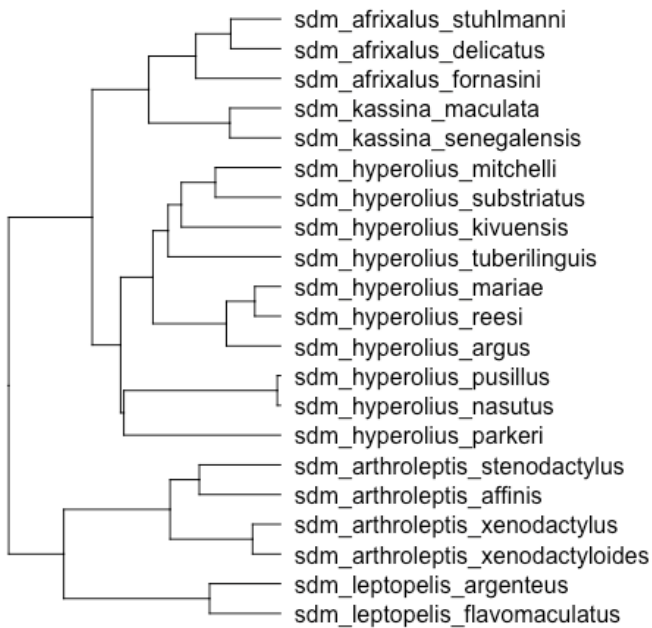 sdm_afrixalus_stuhlmanni
sdm_afrixalus_delicatus
sdm_afrixalus_fornasini
sdm_kassina_maculata
sdm_kassina_senegalensis
sdm_hyperolius_mitchelli
sdm_hyperolius_substriatus
sdm_hyperolius_kivuensis
sdm_hyperolius_tuberilinguis
sdm_hyperolius_mariae
sdm_hyperolius_reesi
sdm_hyperolius_argus
sdm_hyperolius_pusillus
sdm_hyperolius_nasutus
sdm_hyperolius_parkeri
sdm_arthroleptis_stenodactylus
sdm_arthroleptis_affinis
sdm_arthroleptis_xenodactylus
sdm_arthroleptis_xenodactyloides
sdm_leptopelis_argenteus
sdm_leptopelis_flavomaculatus